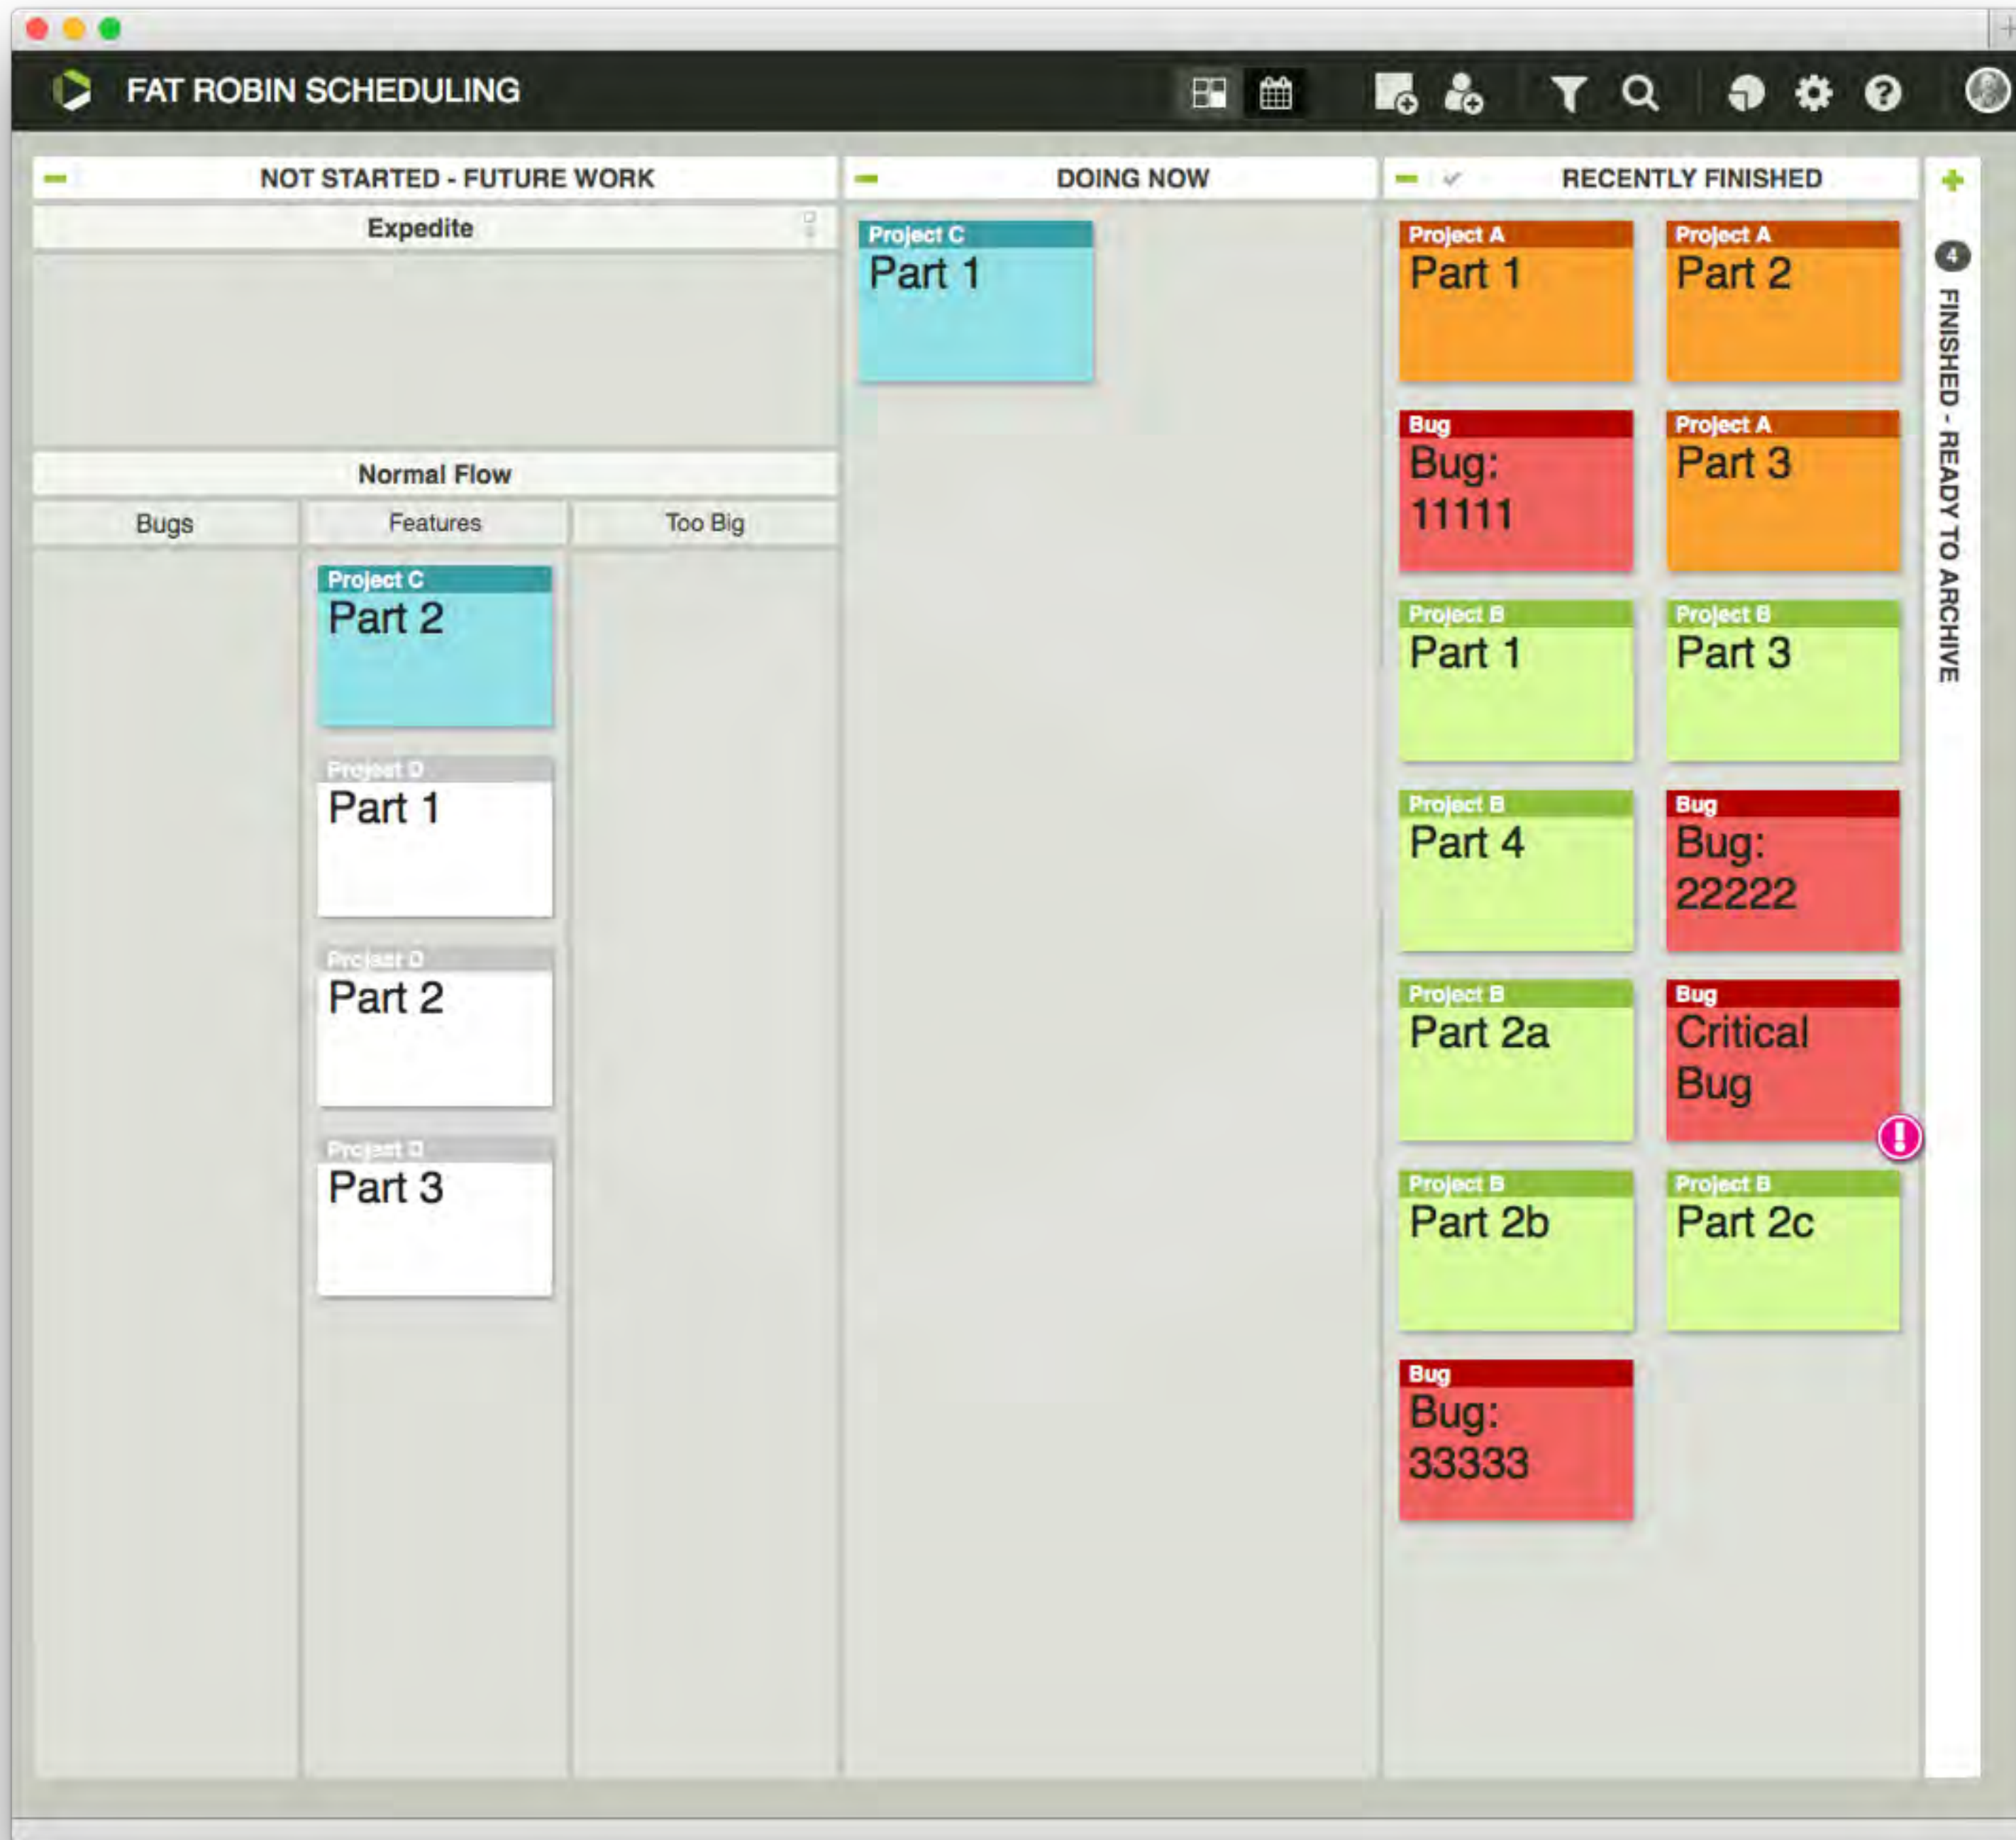 FAT ROBIN SCHEDULING
NOT STARTED - FUTURE WORK
Expedite
Normal Flow
Bugs
Features
Too Big
Project C
Part 2
Project D
Part 1
Project D
Part 2
Project D
Part 3
DOING NOW
Project C
Part 1
RECENTLY FINISHED
Project A
Part 1
Project A
Part 2
Bug
Bug:
11111
Project A
Part 3
Project B
Part 1
Project B
Part 3
Project B
Part 4
Bug
Bug:
22222
Project B
Part 2a
Bug
Critical
Bug
Project B
Part 2b
Project B
Part 2c
Bug
Bug:
33333
4
FINISHED - READY TO ARCHIVE